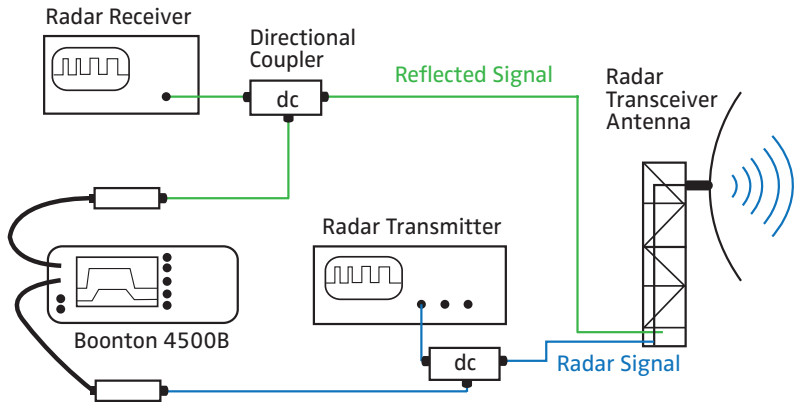 Radar Receiver
Directional
Coupler
dc
Reflected Signal
Radar
Transceiver
Antenna
Radar Transmitter
Boonton 4500B
dc
Radar Signal